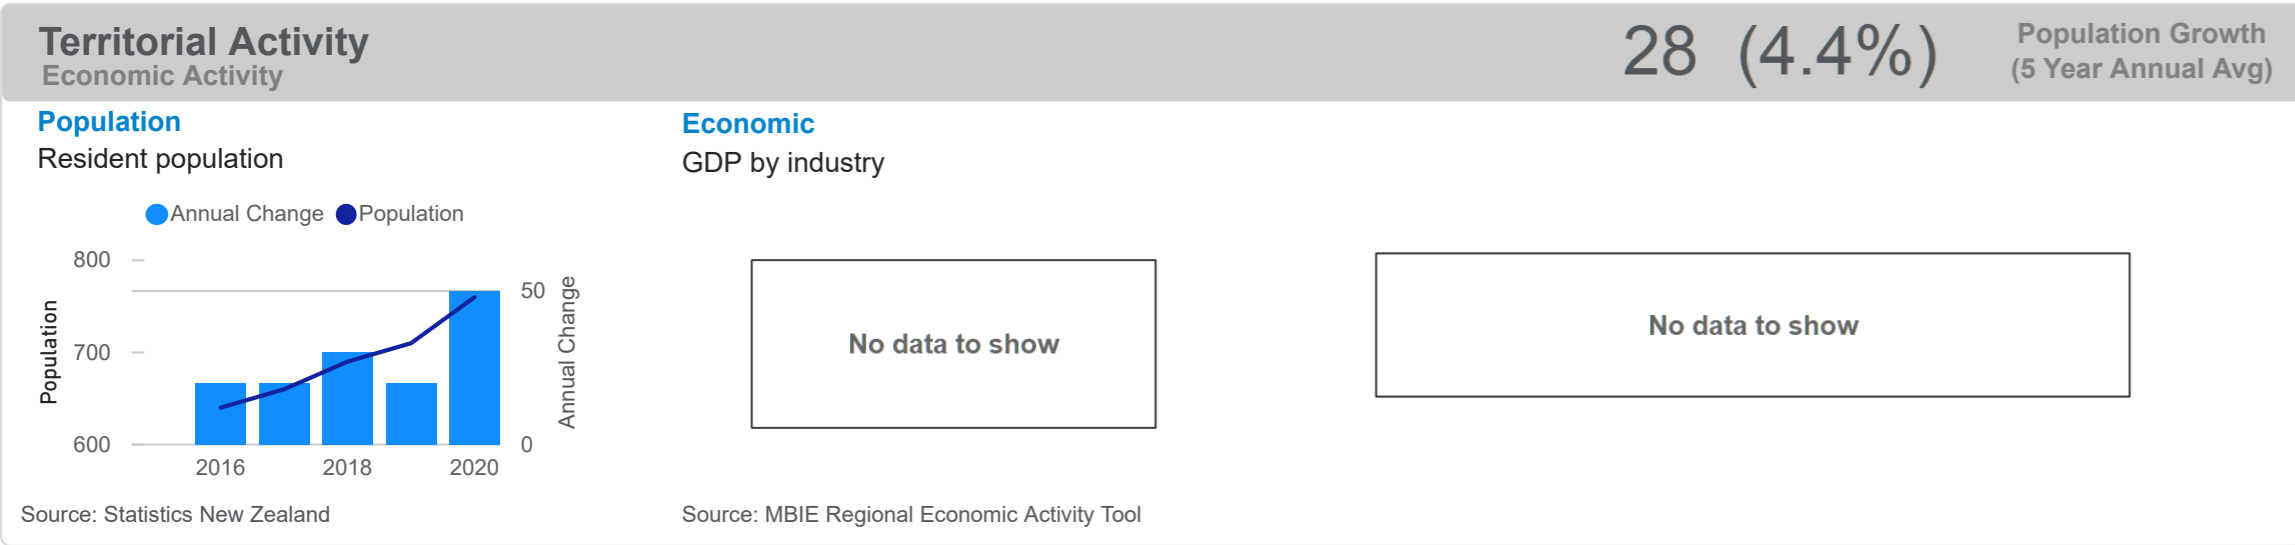 Territorial Activity
Economic Activity
28 (4.4%)
Population Growth
(5 Year Annual Avg)
Population
Resident population
Annual Change
Population
800
700
600
Population
50
0
Annual Change
2016
2018
2020
Source: Statistics New Zealand
Economic
GDP by industry
No data to show
No data to show
Source: MBIE Regional Economic Activity Tool